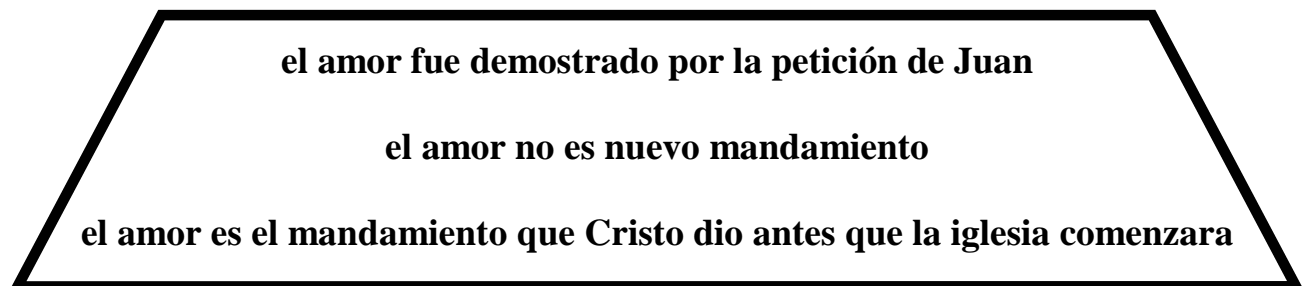 el amor fue demostrado por la petición de Juan
el amor no es nuevo mandamiento
el amor es el mandamiento que Cristo dio antes que la iglesia comenzara